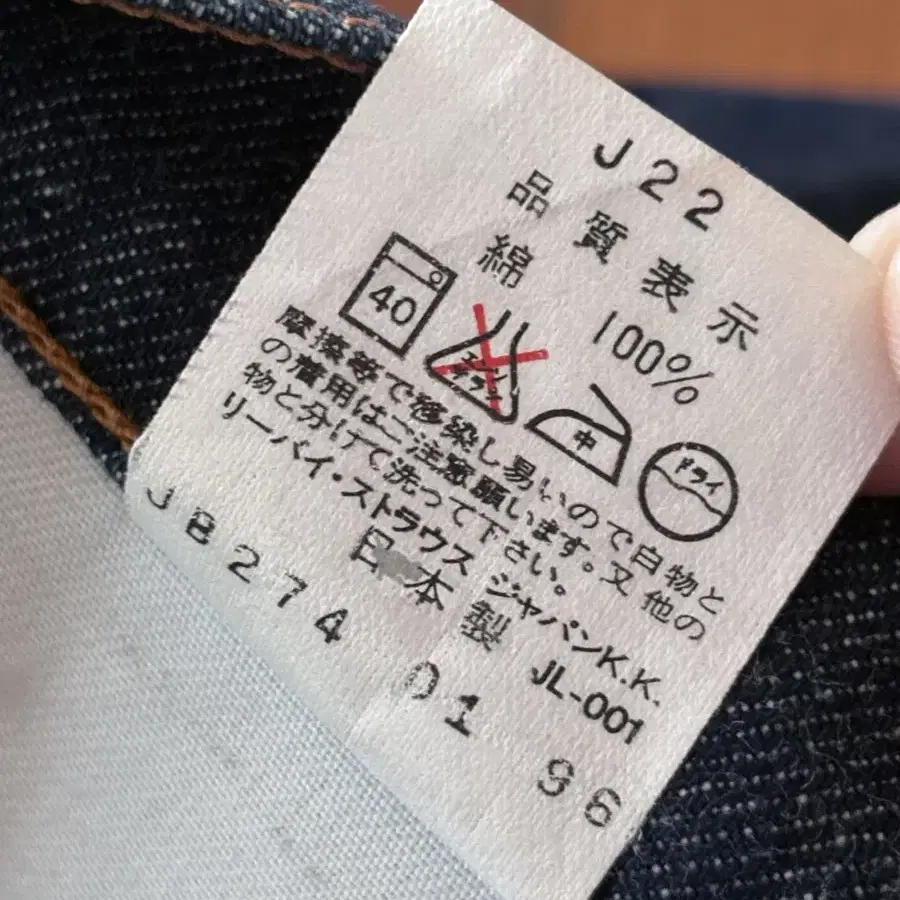 J22
品質表示
綿 100%
40
エンソ
サラシ
中
ドライ
摩擦等で移染し易いので白物と
の着用はご注意願います。又他の
物と分けて洗って下さい。
リーバイ・ストラウス ジャパンK.K.
日本製 JL-001
J8274 01 96